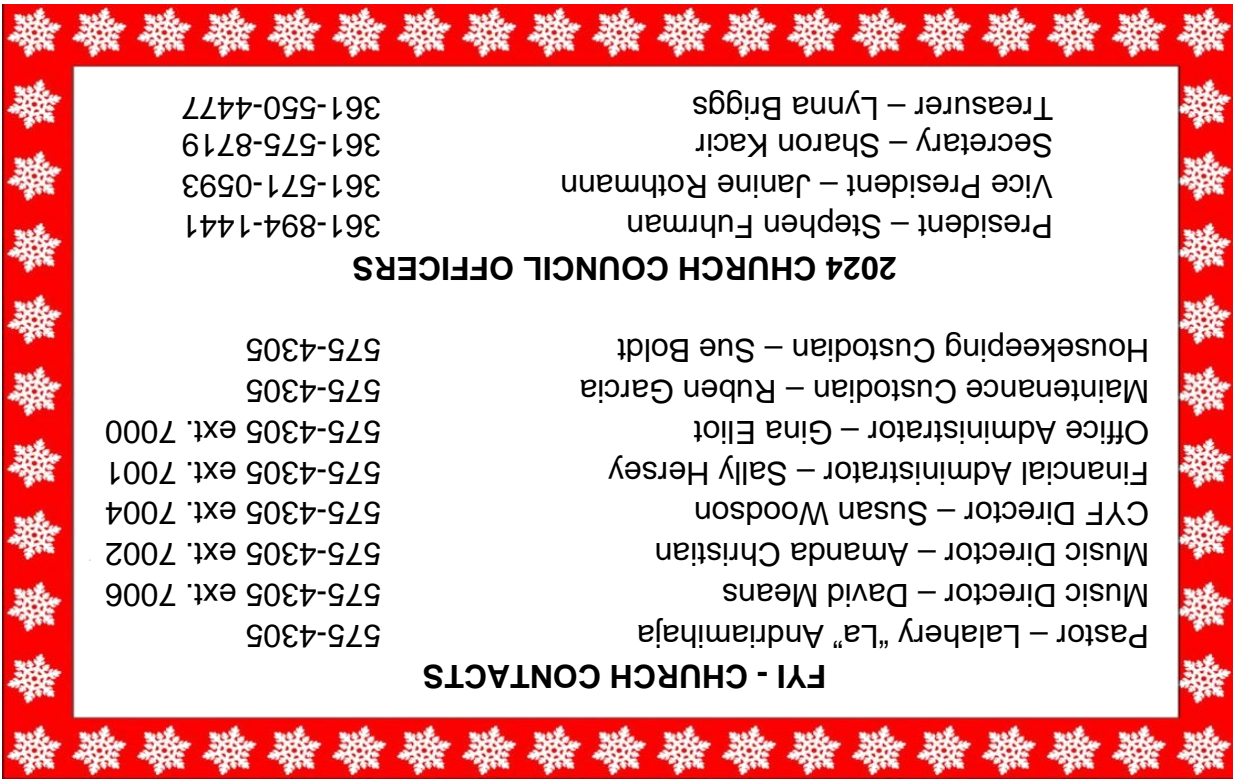 FYI - CHURCH CONTACTS
Pastor – Lalahery "La" Andriamihaja 575-4305
Music Director – David Means 575-4305 ext. 7006
Music Director – Amanda Christian 575-4305 ext. 7002
CYF Director – Susan Woodson 575-4305 ext. 7004
Financial Administrator – Sally Hersey 575-4305 ext. 7001
Office Administrator – Gina Eliot 575-4305 ext. 7000
Maintenance Custodian – Ruben Garcia 575-4305
Housekeeping Custodian – Sue Boldt 575-4305
2024 CHURCH COUNCIL OFFICERS
President – Stephen Fuhrman 361-894-1441
Vice President – Janine Rothmann 361-571-0593
Secretary – Sharon Kacir 361-575-8719
Treasurer – Lynna Briggs 361-550-4477